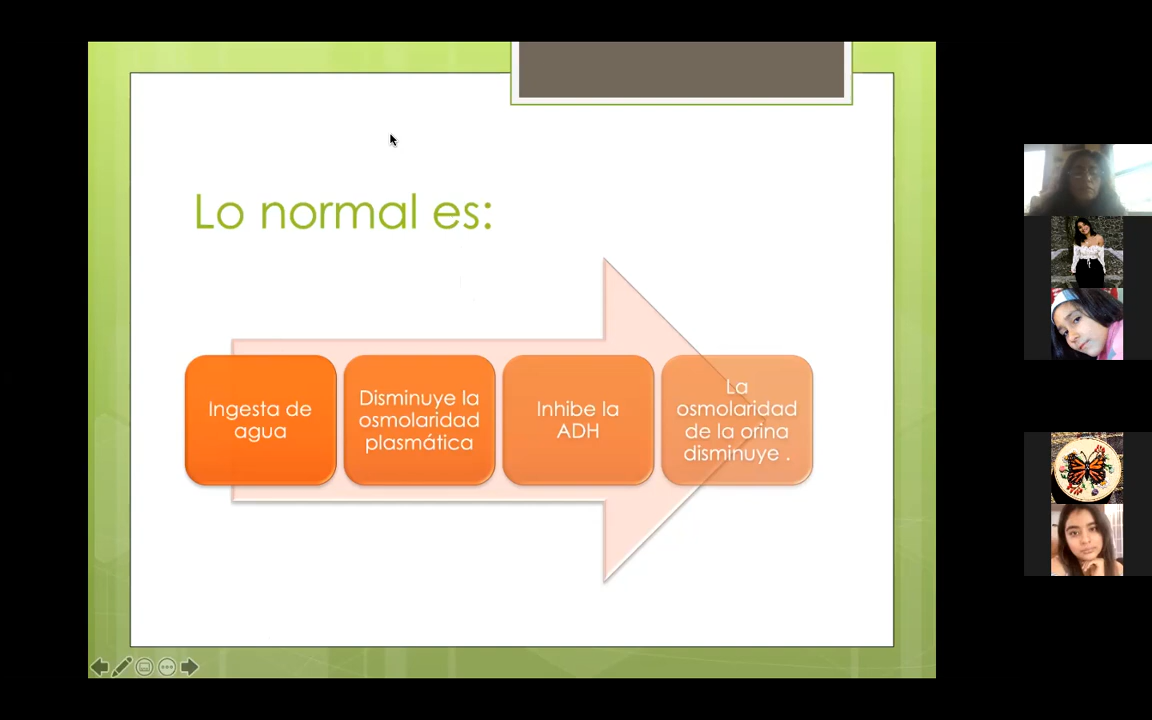 Lo normal es:
Ingesta de
agua
Disminuye la
osmolaridad
plasmática
Inhibe la
ADH
La
osmolaridad
de la orina
disminuye .